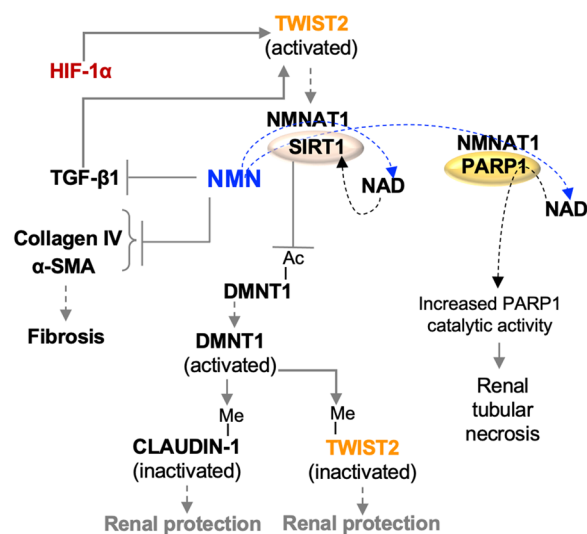 TWIST2
(activated)
HIF-1α
NMNAT1
SIRT1
NMNAT1
PARP1
TGF-β1
NMN
NAD
NAD
Collagen IV
α-SMA
Ac
DMNT1
Fibrosis
DMNT1
(activated)
Increased PARP1
catalytic activity
Renal
tubular
necrosis
Me
Me
CLAUDIN-1
(inactivated)
TWIST2
(inactivated)
Renal protection
Renal protection